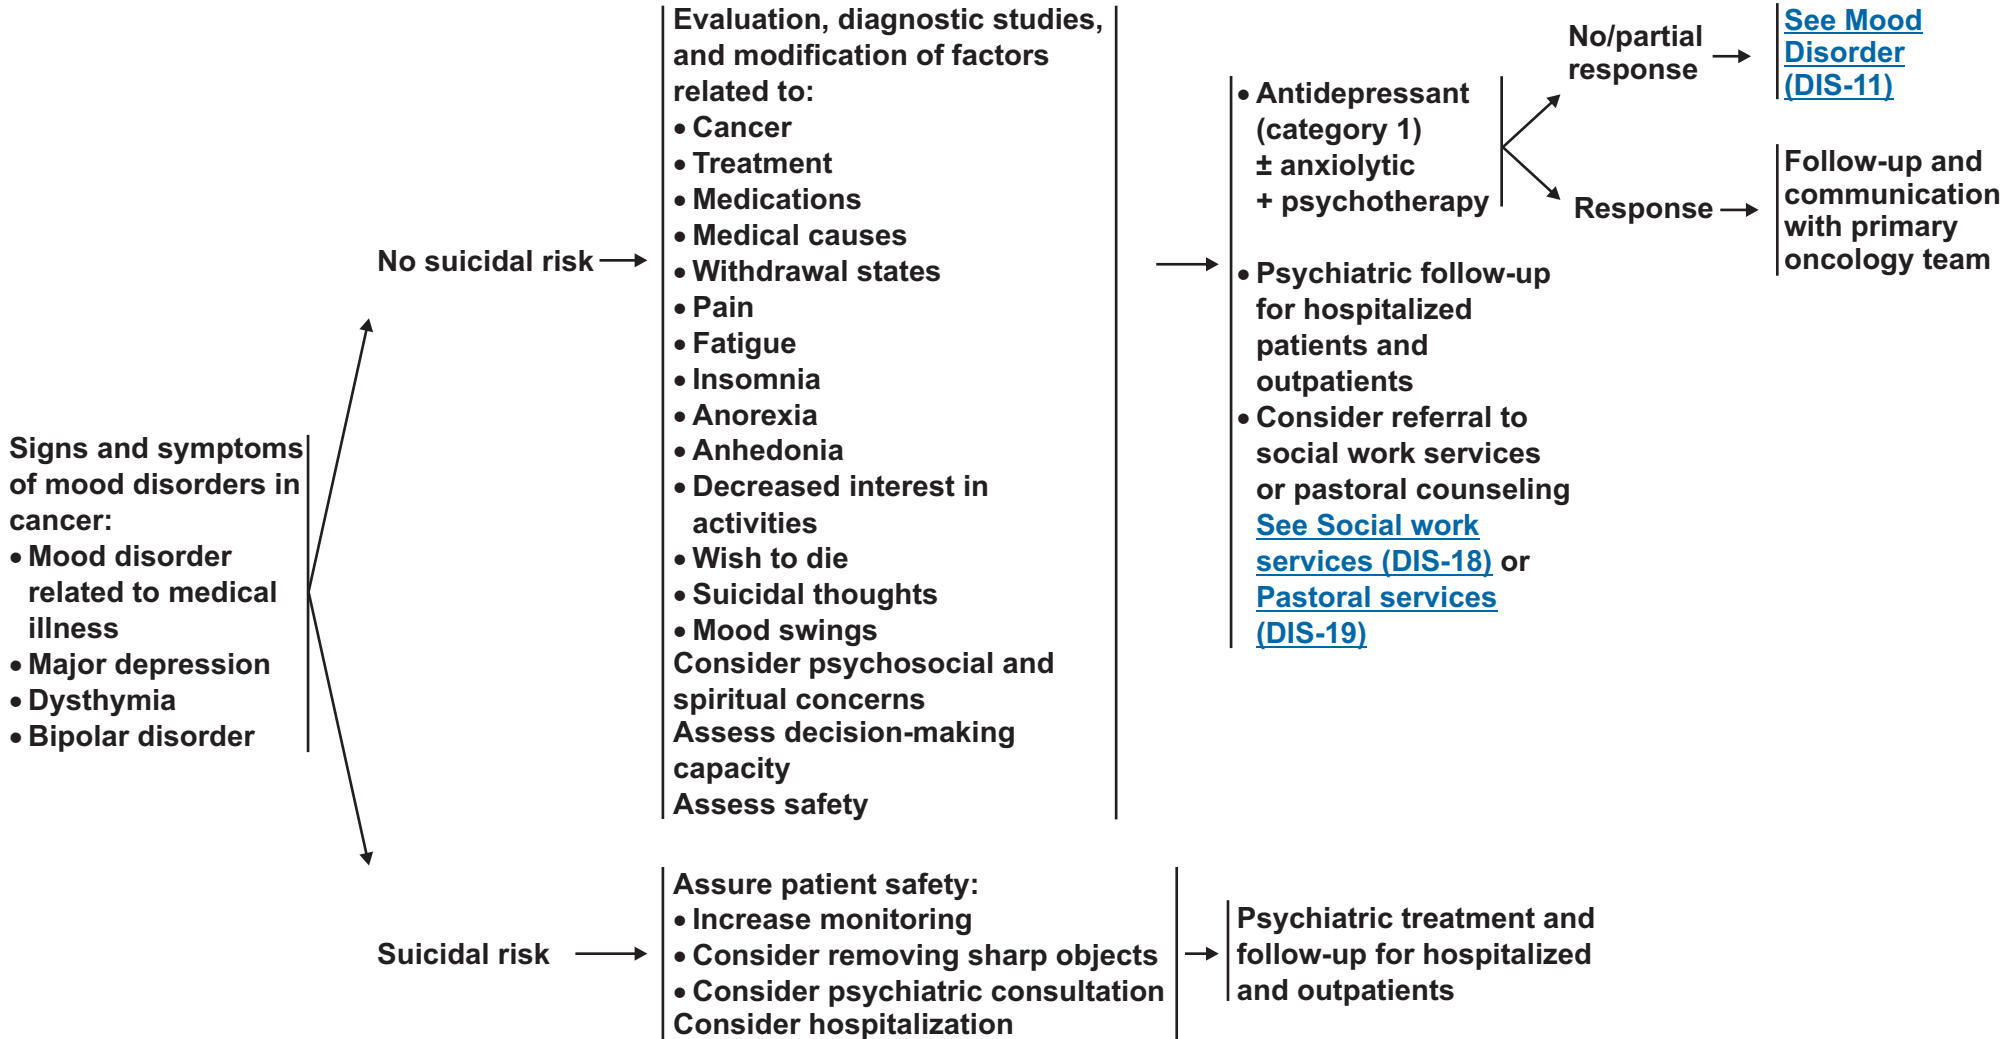 Signs and symptoms
of mood disorders in
cancer:
• Mood disorder
related to medical
illness
• Major depression
• Dysthymia
• Bipolar disorder
No suicidal risk
Evaluation, diagnostic studies,
and modification of factors
related to:
• Cancer
• Treatment
• Medications
• Medical causes
• Withdrawal states
• Pain
• Fatigue
• Insomnia
• Anorexia
• Anhedonia
• Decreased interest in
activities
• Wish to die
• Suicidal thoughts
• Mood swings
Consider psychosocial and
spiritual concerns
Assess decision-making
capacity
Assess safety
• Antidepressant
(category 1)
± anxiolytic
+ psychotherapy
• Psychiatric follow-up
for hospitalized
patients and
outpatients
• Consider referral to
social work services
or pastoral counseling
See Social work
services (DIS-18) or
Pastoral services
(DIS-19)
No/partial
response
See Mood
Disorder
(DIS-11)
Response
Follow-up and
communication
with primary
oncology team
Suicidal risk
Assure patient safety:
• Increase monitoring
• Consider removing sharp objects
• Consider psychiatric consultation
Consider hospitalization
Psychiatric treatment and
follow-up for hospitalized
and outpatients